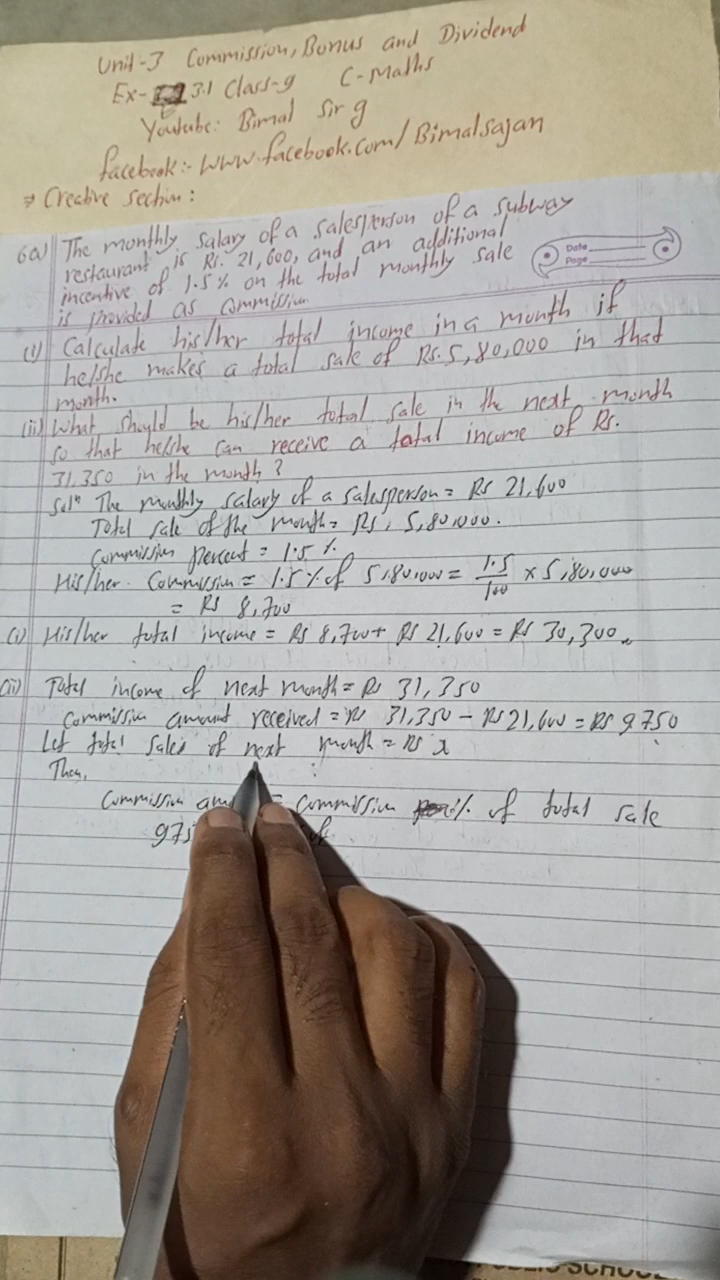 Unit-3 Commission, Bonus and Dividend
Ex- 3.1 Class-9 C-Maths
Youtube: Bimal Sir g
facebook:- www.facebook.com/Bimalsajan
⇒ Creative section:
6a) The monthly salary of a salesperson of a subway
restaurant is Rs. 21,600, and an additional
incentive of 1.5% on the total monthly sale
is provided as commission
Date
Page
(i) Calculate his/her total income in a month if
he/she makes a total sale of Rs. 5,80,000 in that
month.
(ii) What should be his/her total sale in the next month
so that he/she can receive a total income of Rs.
31,350 in the month?
Solⁿ The monthly salary of a salesperson = Rs 21,600
Total sale of the month = Rs. 5,80,000.
Commission percent = 1.5%
His/her Commission = 1.5% of 5,80,000 = 1.5/100 × 5,80,000
= Rs 8,700
(i) His/her total income = Rs 8,700 + Rs 21,600 = Rs 30,300
(ii) Total income of next month = Rs 31,350
Commission amount received = Rs 31,350 - Rs 21,600 = Rs 9750
Let total sales of next month = Rs x
Then,
Commission = commission % of total sale
975 of
SCHOO